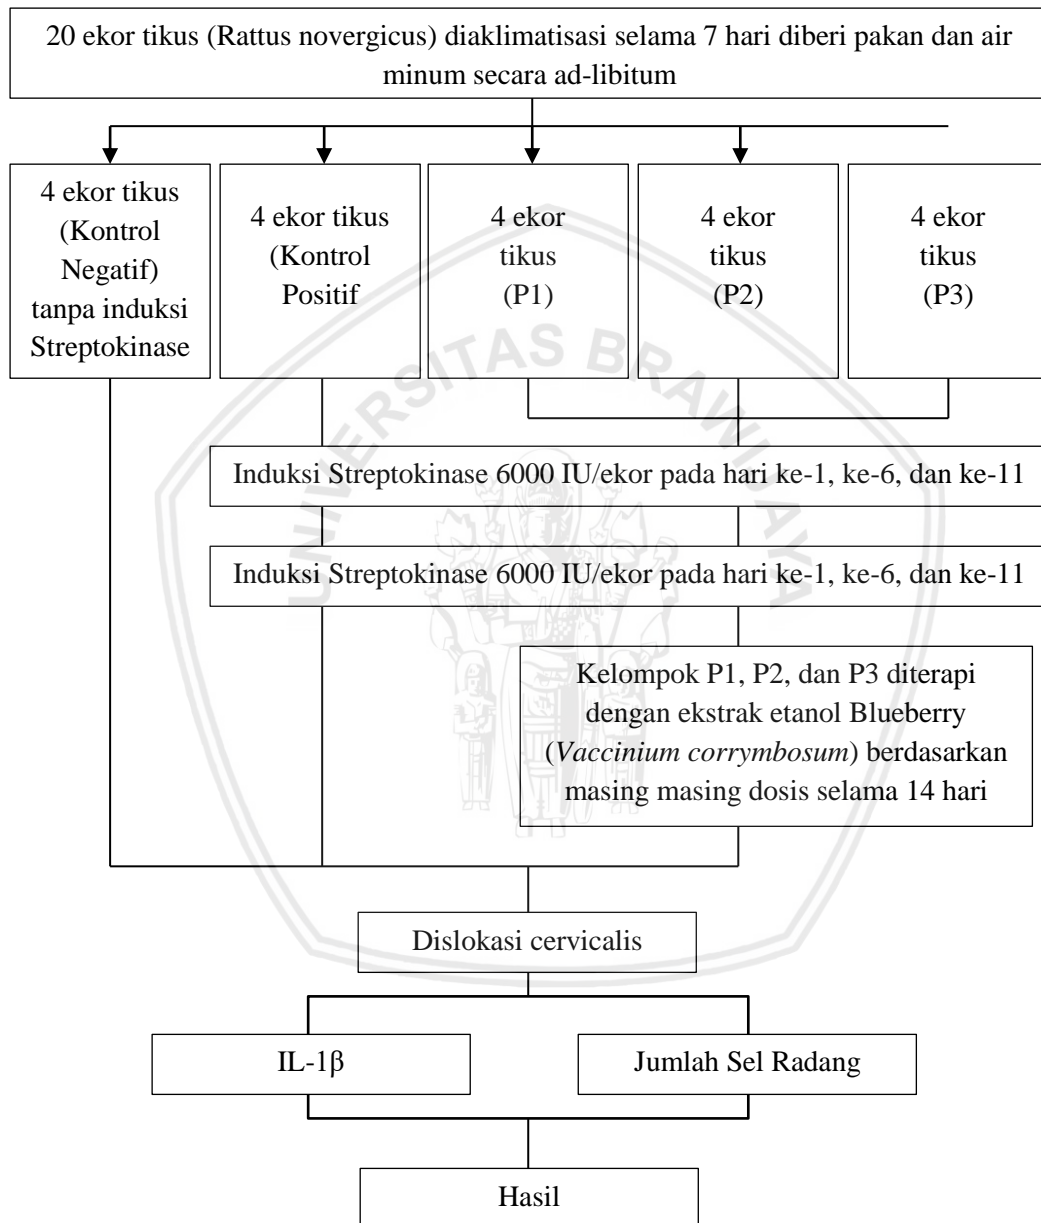 20 ekor tikus (Rattus novergicus) diaklimatisasi selama 7 hari diberi pakan dan air
minum secara ad-libitum
4 ekor tikus
(Kontrol
Negatif)
tanpa induksi
Streptokinase
4 ekor tikus
(Kontrol
Positif
4 ekor
tikus
(P1)
4 ekor
tikus
(P2)
4 ekor
tikus
(P3)
UNIVERSITAS BRAWIJAYA
Induksi Streptokinase 6000 IU/ekor pada hari ke-1, ke-6, dan ke-11
Induksi Streptokinase 6000 IU/ekor pada hari ke-1, ke-6, dan ke-11
Kelompok P1, P2, dan P3 diterapi
dengan ekstrak etanol Blueberry
(Vaccinium corrymbosum) berdasarkan
masing masing dosis selama 14 hari
Dislokasi cervicalis
IL-1β
Jumlah Sel Radang
Hasil